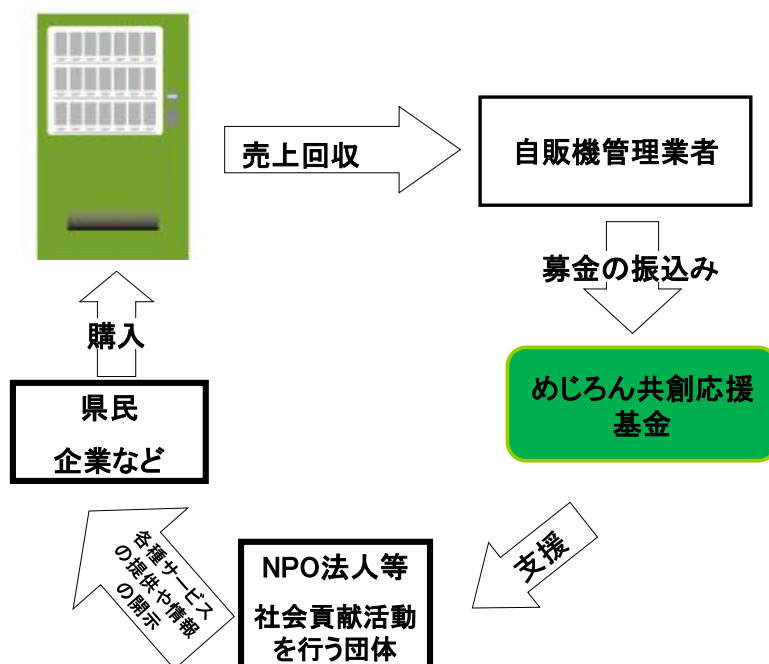 売上回収
自販機管理業者
募金の振込み
めじろん共創応援
基金
支援
NPO法人等
社会貢献活動
を行う団体
各種サービス
の提供や情報
の開示
県民
企業など
購入